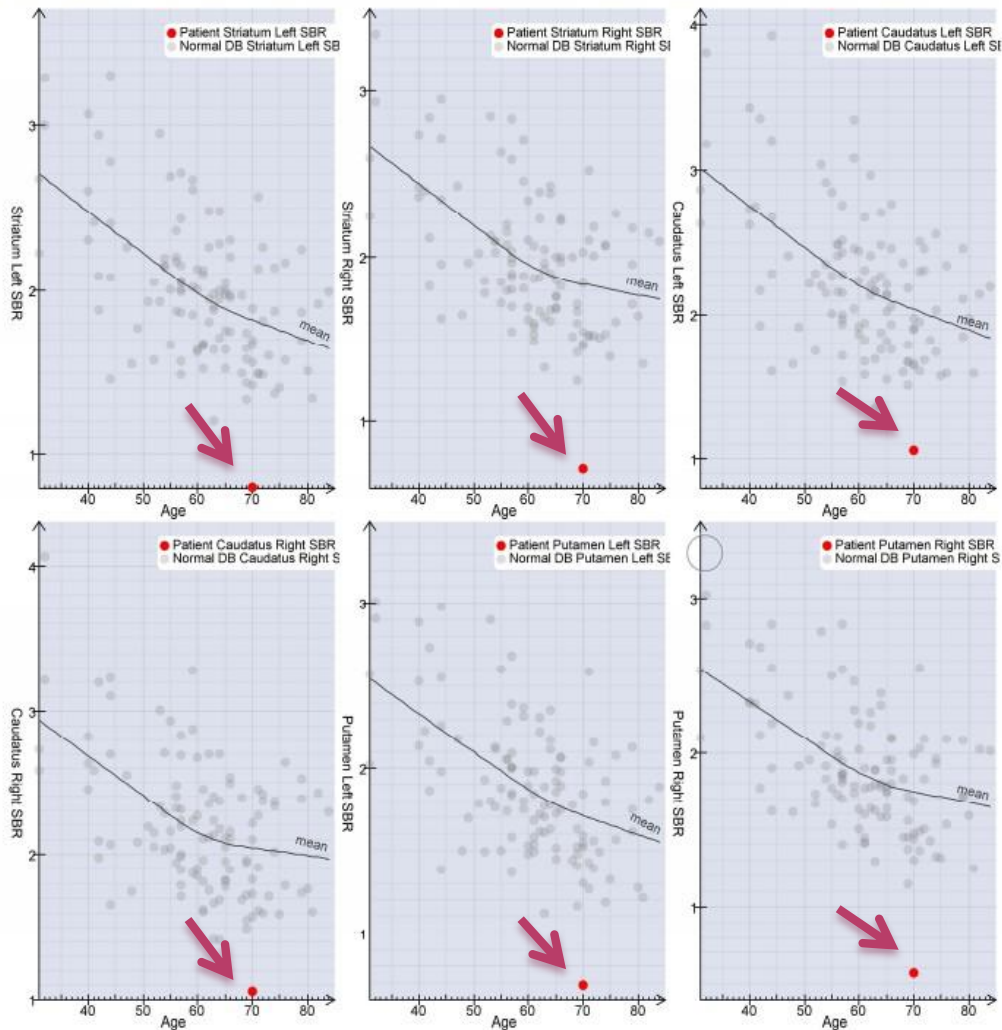 Patient Striatum Left SBR
Normal DB Striatum Left SB
3
2
1
Striatum Left SBR
mean
40 50 60 70 80
Age
Patient Striatum Right SBR
Normal DB Striatum Right SB
3
2
1
Striatum Right SBR
mean
40 50 60 70 80
Age
Patient Caudatus Left SBR
Normal DB Caudatus Left SB
4
3
2
1
Caudatus Left SBR
mean
40 50 60 70 80
Age
Patient Caudatus Right SBR
Normal DB Caudatus Right S
4
3
2
1
Caudatus Right SBR
mean
40 50 60 70 80
Age
Patient Putamen Left SBR
Normal DB Putamen Left SB
3
2
1
Putamen Left SBR
mean
40 50 60 70 80
Age
Patient Putamen Right SBR
Normal DB Putamen Right S
3
2
1
Putamen Right SBR
mean
40 50 60 70 80
Age